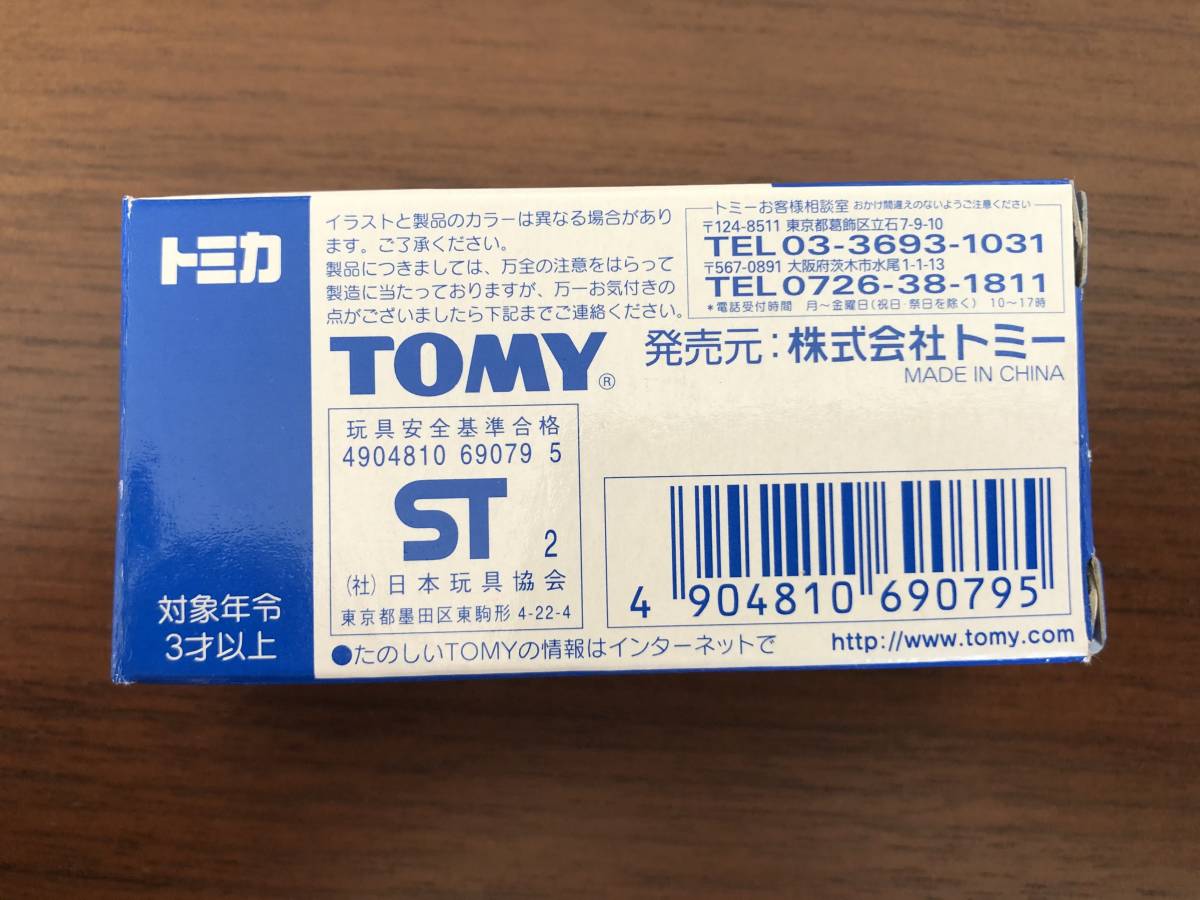 トミカ
対象年令
3才以上
イラストと製品のカラーは異なる場合があり
ます。ご了承ください。
製品につきましては、万全の注意をはらって
製造に当たっておりますが、万一お気付きの
点がございましたら下記までご連絡ください。
トミーお客様相談室 おかけ間違えのないようご注意ください
〒124-8511 東京都葛飾区立石7-9-10
TEL03-3693-1031
〒567-0891 大阪府茨木市水尾1-1-13
TEL0726-38-1811
*電話受付時間 月〜金曜日(祝日·祭日を除く) 10〜17時
TOMY®
発売元:株式会社トミー
MADE IN CHINA
玩具安全基準合格
4904810 69079 5
ST 2
(社)日本玩具協会
東京都墨田区東駒形 4-22-4
4 904810 690795
●たのしいTOMYの情報はインターネットで http://www.tomy.com